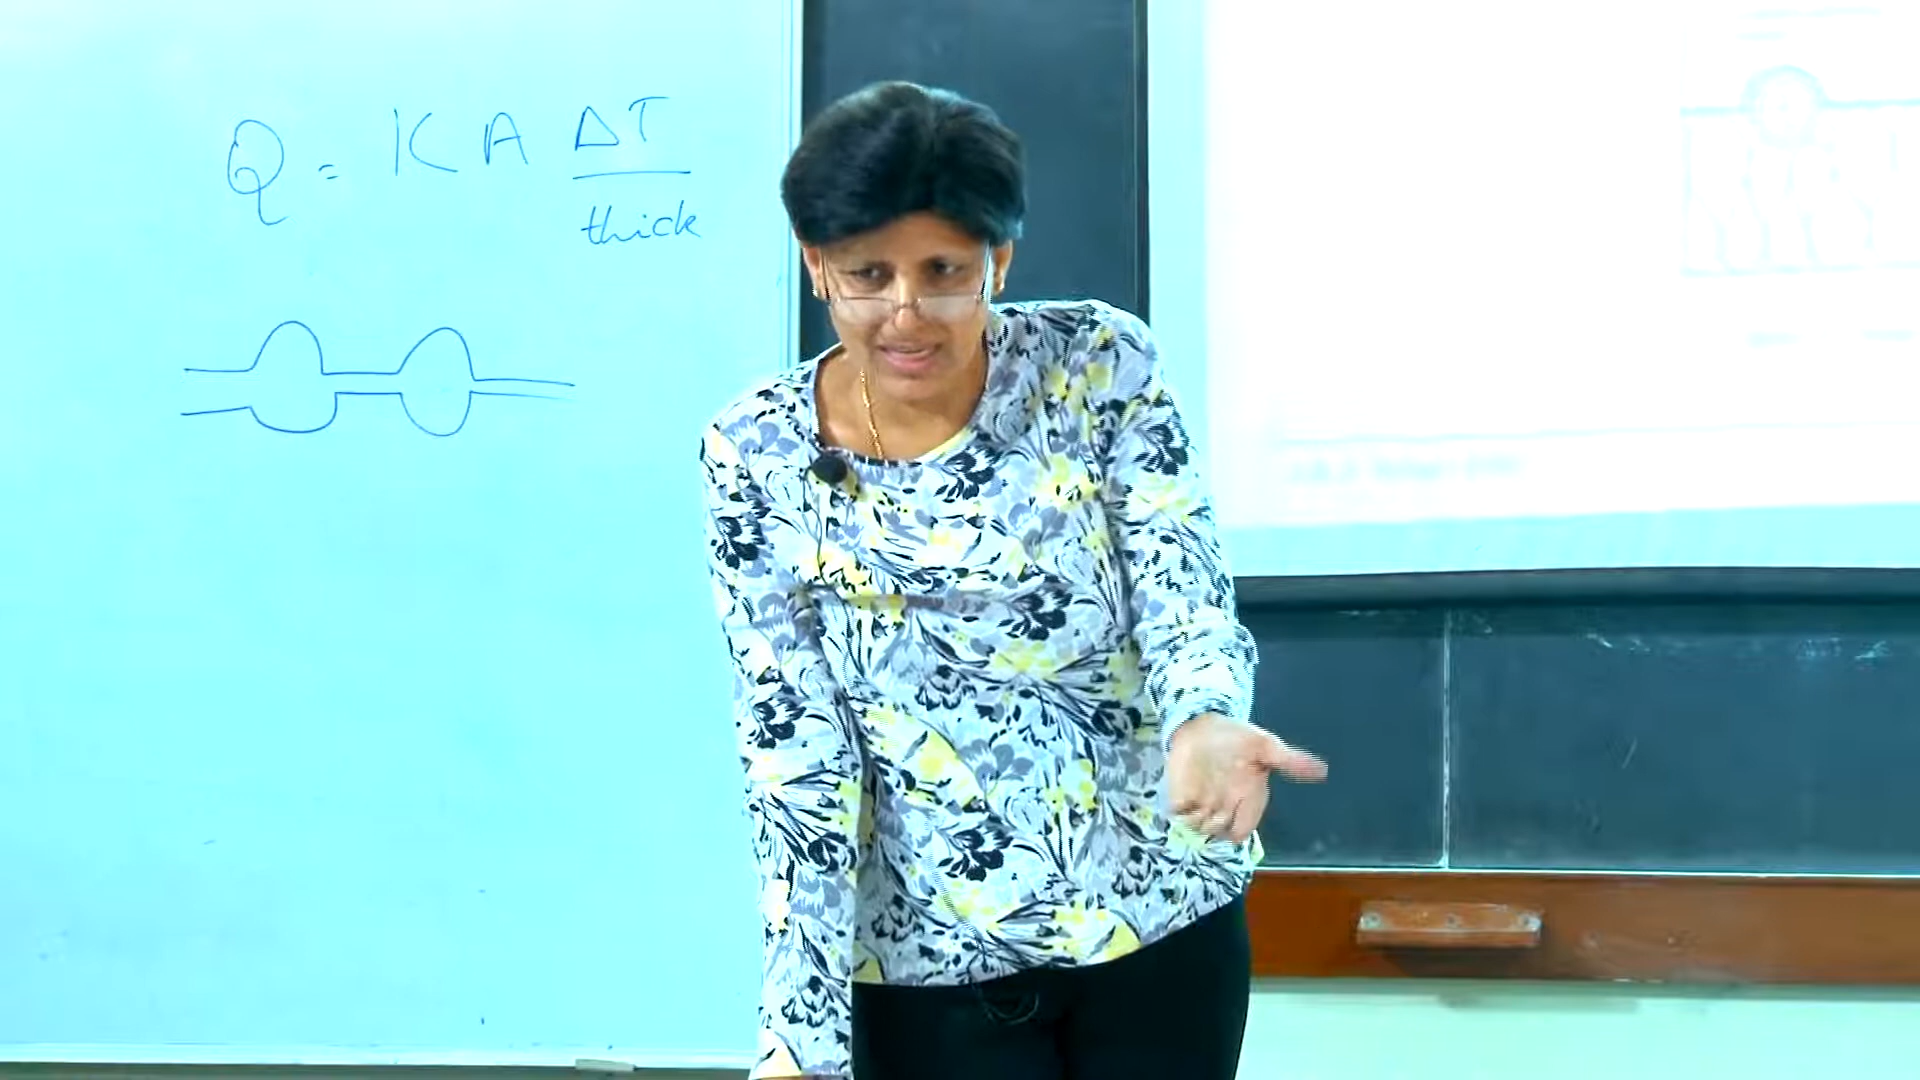 Q = K A ΔT
thick